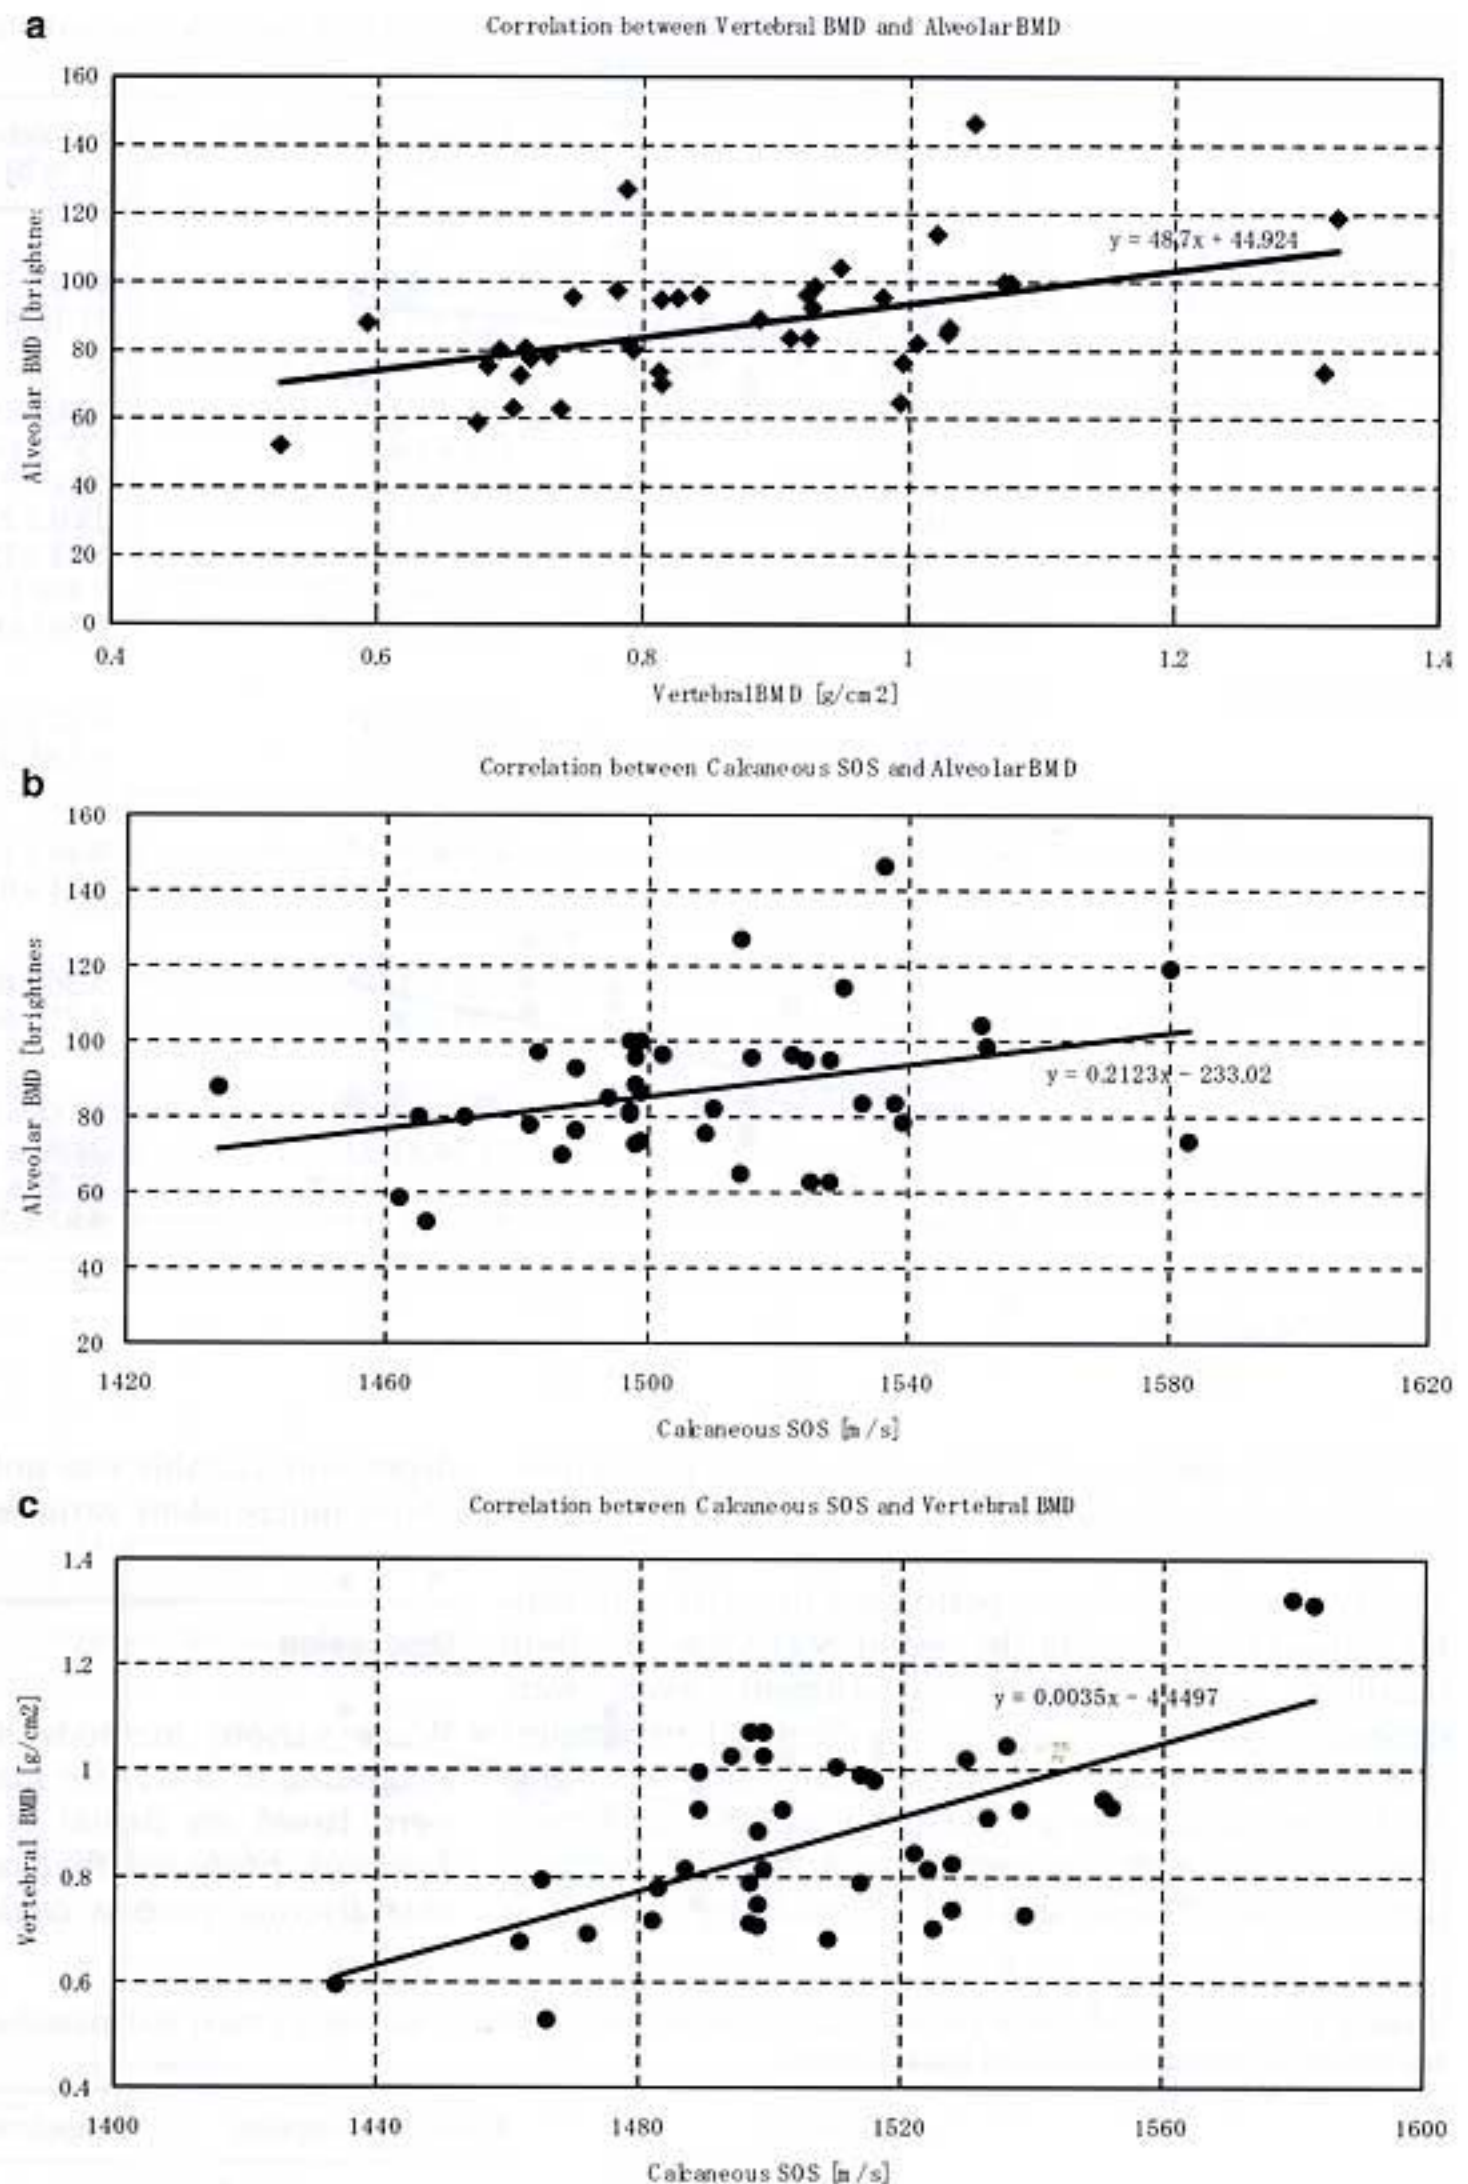 a
Correlation between Vertebral BMD and Alveolar BMD
160
140
120
100
80
60
40
20
0
Alveolar BMD [brightne
y = 48.7x + 44.924
0.4 0.6 0.8 1 1.2 1.4
Vertebral BMD [g/cm2]
b
Correlation between Calcaneous SOS and Alveolar BMD
160
140
120
100
80
60
40
20
Alveolar BMD [brightnes
y = 0.2123x - 233.02
1420 1460 1500 1540 1580 1620
Calcaneous SOS [m/s]
c
Correlation between Calcaneous SOS and Vertebral BMD
1.4
1.2
1
0.8
0.6
0.4
Vertebral BMD [g/cm2]
y = 0.0035x - 4.4497
1400 1440 1480 1520 1560 1600
Calcaneous SOS [m/s]